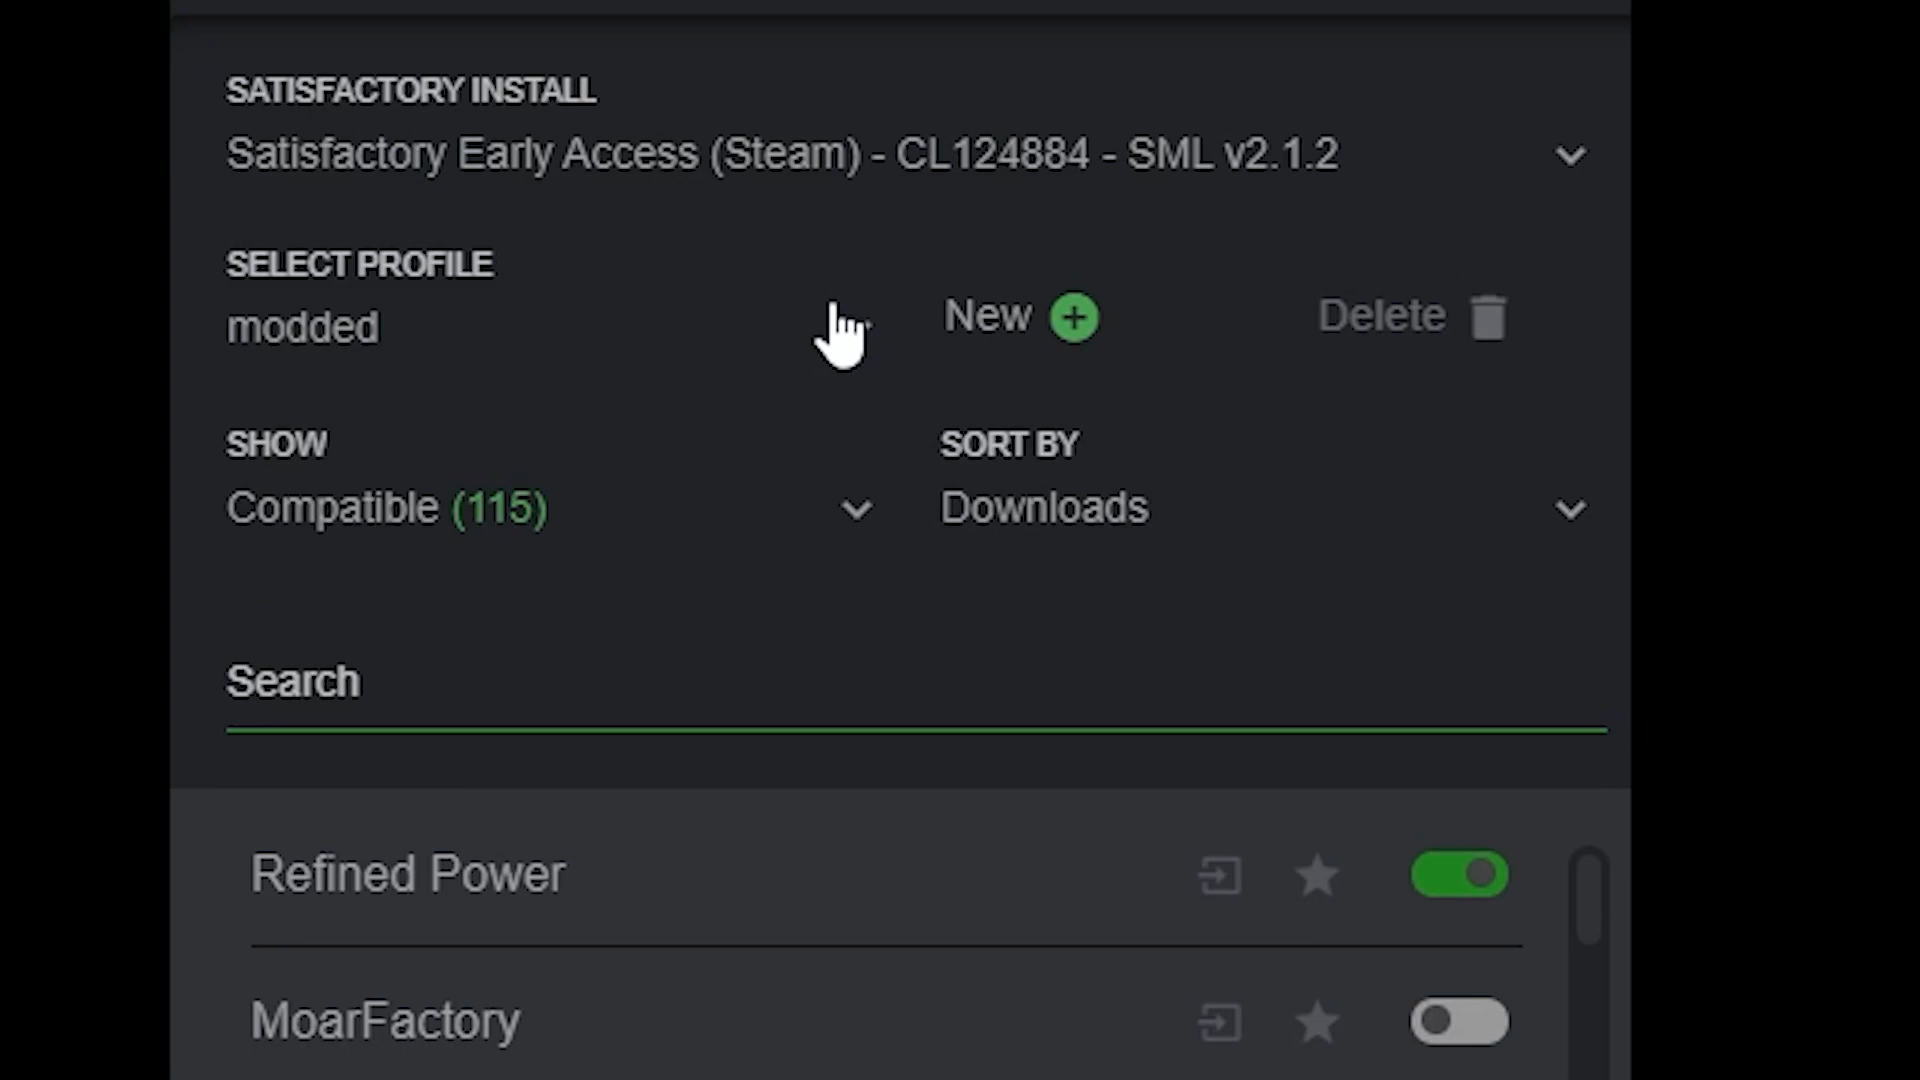 SATISFACTORY INSTALL
Satisfactory Early Access (Steam) - CL124884 - SML v2.1.2
SELECT PROFILE
modded
New
Delete
SHOW
SORT BY
Compatible (115)
Downloads
Search
Refined Power
MoarFactory